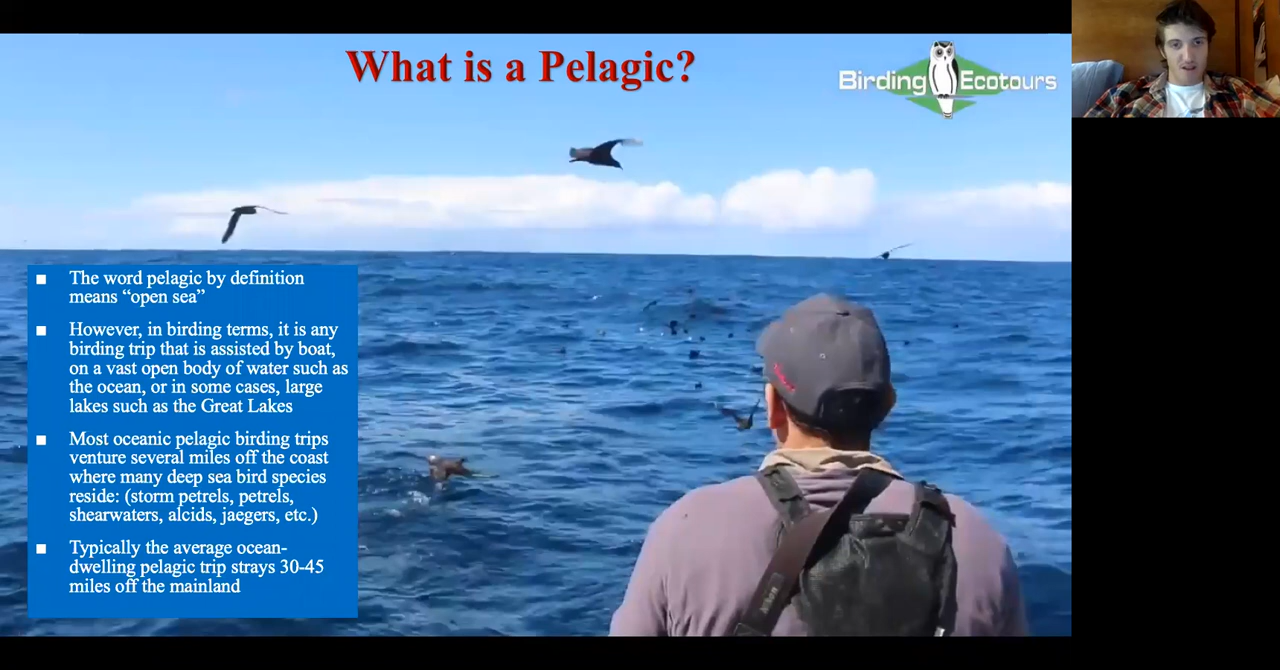 What is a Pelagic?
Birding Ecotours
■ The word pelagic by definition
means “open sea”
■ However, in birding terms, it is any
birding trip that is assisted by boat,
on a vast open body of water such as
the ocean, or in some cases, large
lakes such as the Great Lakes
■ Most oceanic pelagic birding trips
venture several miles off the coast
where many deep sea bird species
reside: (storm petrels, petrels,
shearwaters, alcids, jaegers, etc.)
■ Typically the average ocean-
dwelling pelagic trip strays 30-45
miles off the mainland
Nikon